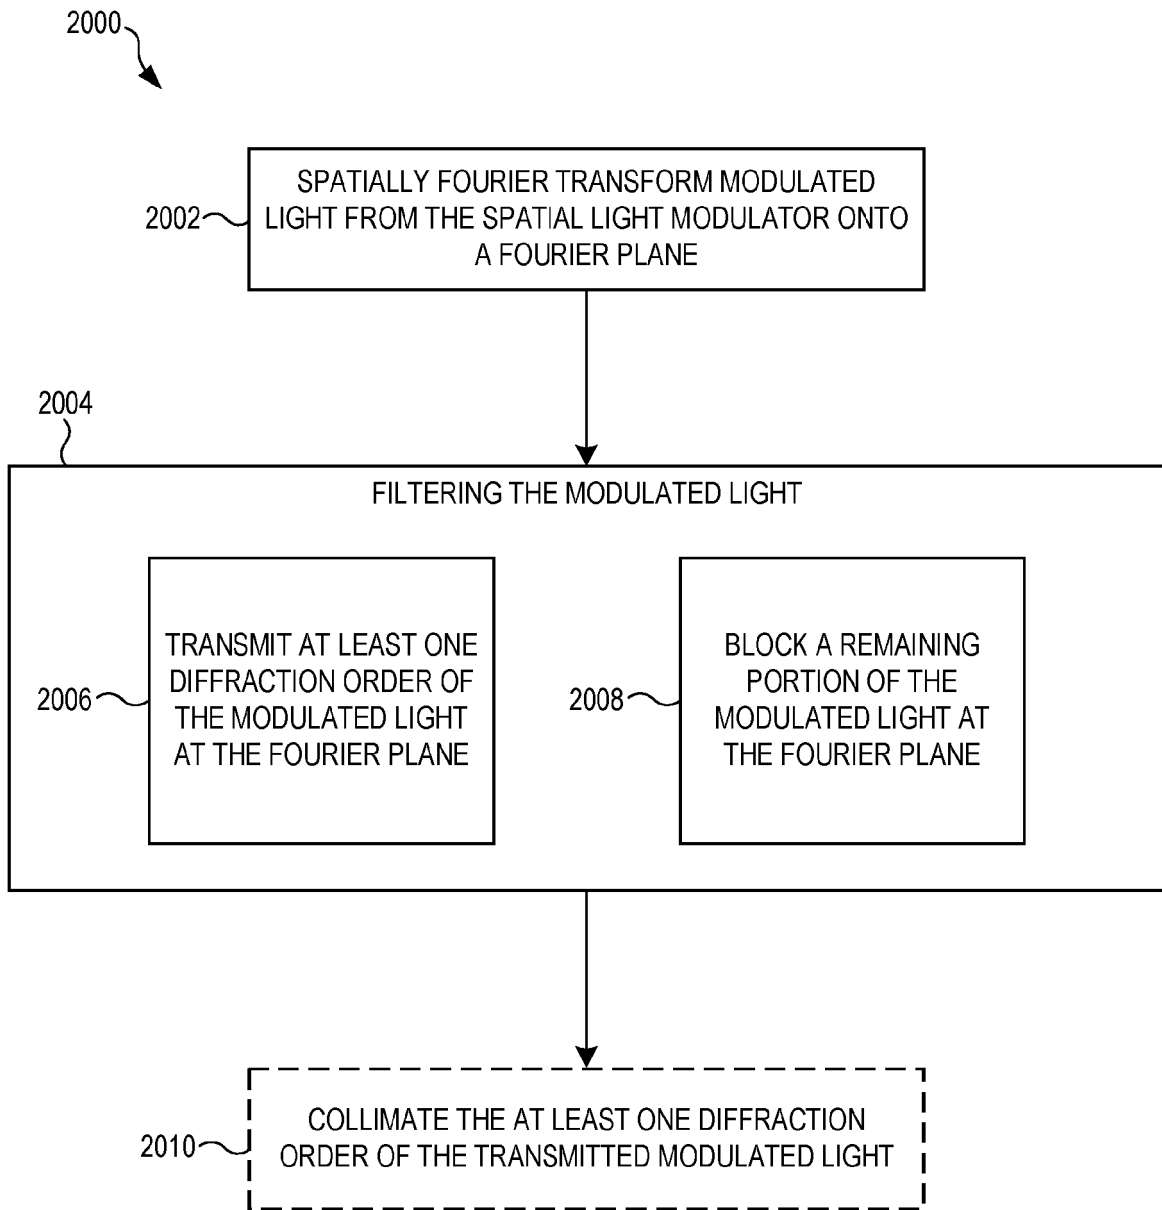 2000
SPATIALLY FOURIER TRANSFORM MODULATED
LIGHT FROM THE SPATIAL LIGHT MODULATOR ONTO
A FOURIER PLANE
2002
2004
FILTERING THE MODULATED LIGHT
TRANSMIT AT LEAST ONE
DIFFRACTION ORDER OF
THE MODULATED LIGHT
AT THE FOURIER PLANE
2006
BLOCK A REMAINING
PORTION OF THE
MODULATED LIGHT AT
THE FOURIER PLANE
2008
COLLIMATE THE AT LEAST ONE DIFFRACTION
ORDER OF THE TRANSMITTED MODULATED LIGHT
2010